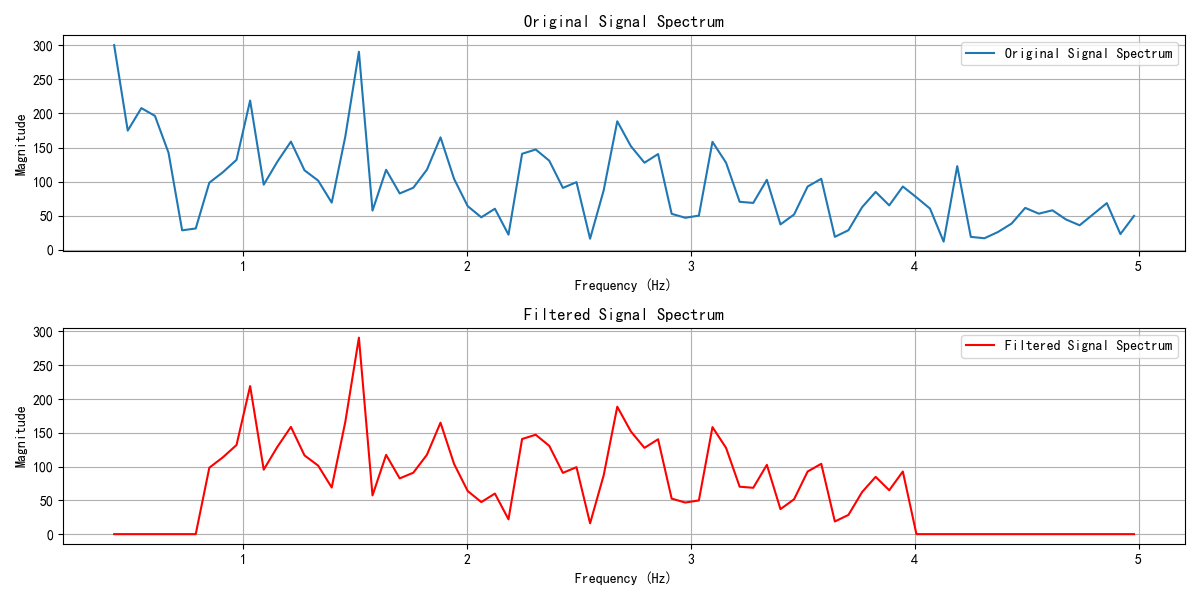 Original Signal Spectrum
Original Signal Spectrum
Magnitude
300
250
200
150
100
50
0
1 2 3 4 5
Frequency (Hz)
Filtered Signal Spectrum
Filtered Signal Spectrum
Magnitude
300
250
200
150
100
50
0
1 2 3 4 5
Frequency (Hz)